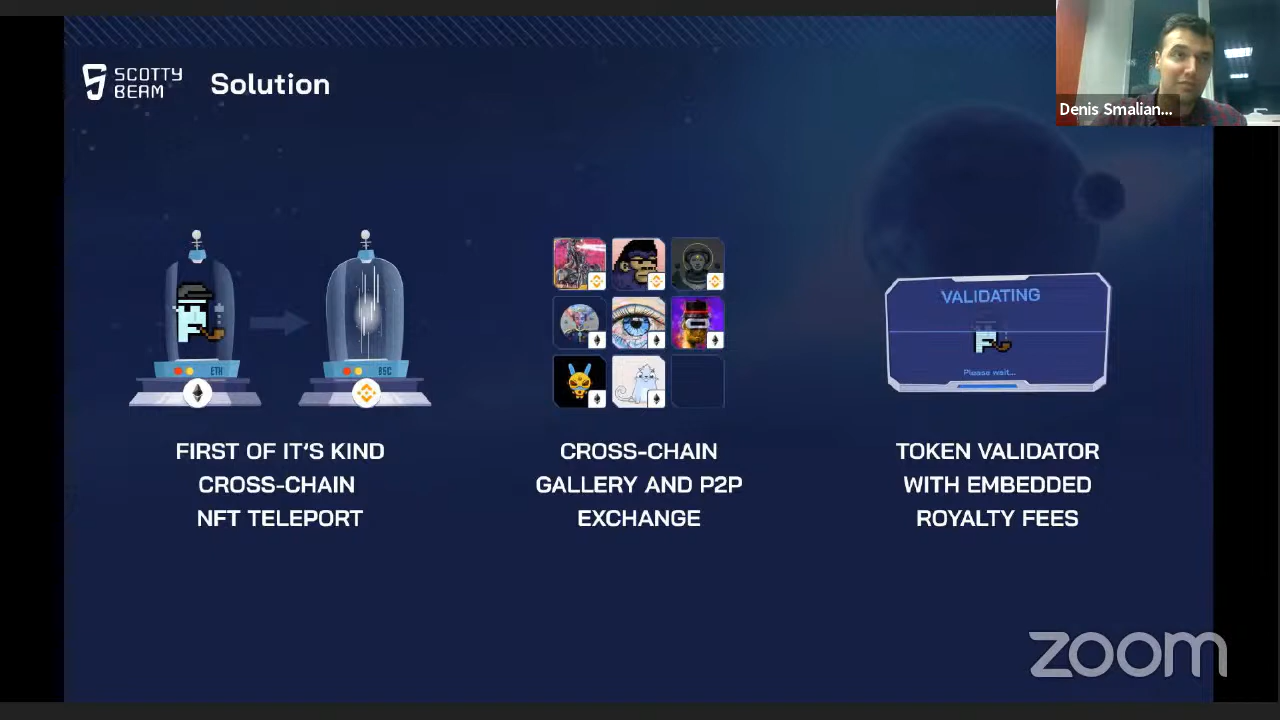 SCOTTY
BEAM
Solution
Denis Smalian...
ETH
BSC
VALIDATING
Please wait...
FIRST OF IT'S KIND
CROSS-CHAIN
NFT TELEPORT
CROSS-CHAIN
GALLERY AND P2P
EXCHANGE
TOKEN VALIDATOR
WITH EMBEDDED
ROYALTY FEES
zoom